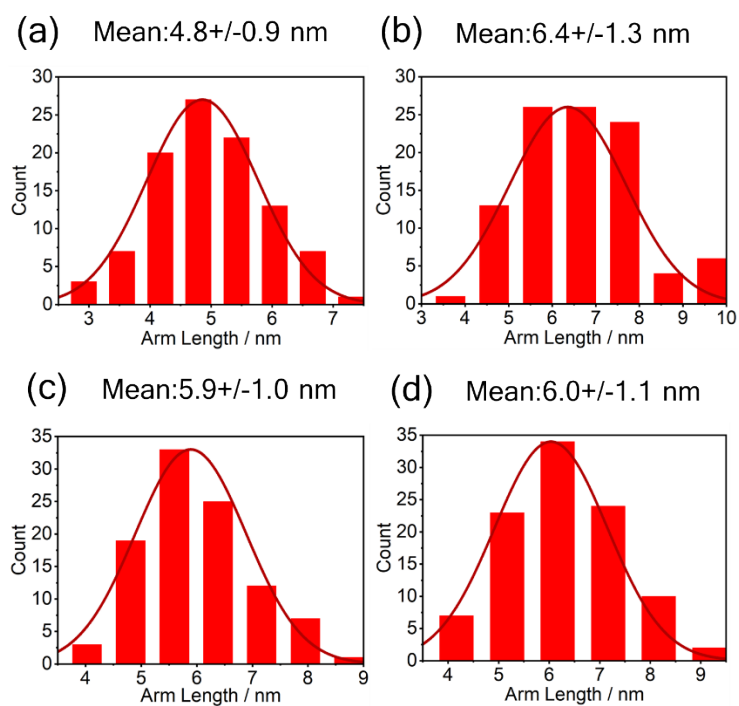 (a) Mean:4.8+/-0.9 nm
30
25
20
15
10
5
0
Count
3 4 5 6 7
Arm Length / nm
(b) Mean:6.4+/-1.3 nm
30
25
20
15
10
5
0
Count
3 4 5 6 7 8 9 10
Arm Length / nm
(c) Mean:5.9+/-1.0 nm
35
30
25
20
15
10
5
0
Count
4 5 6 7 8 9
Arm Length / nm
(d) Mean:6.0+/-1.1 nm
35
30
25
20
15
10
5
0
Count
4 5 6 7 8 9
Arm Length / nm